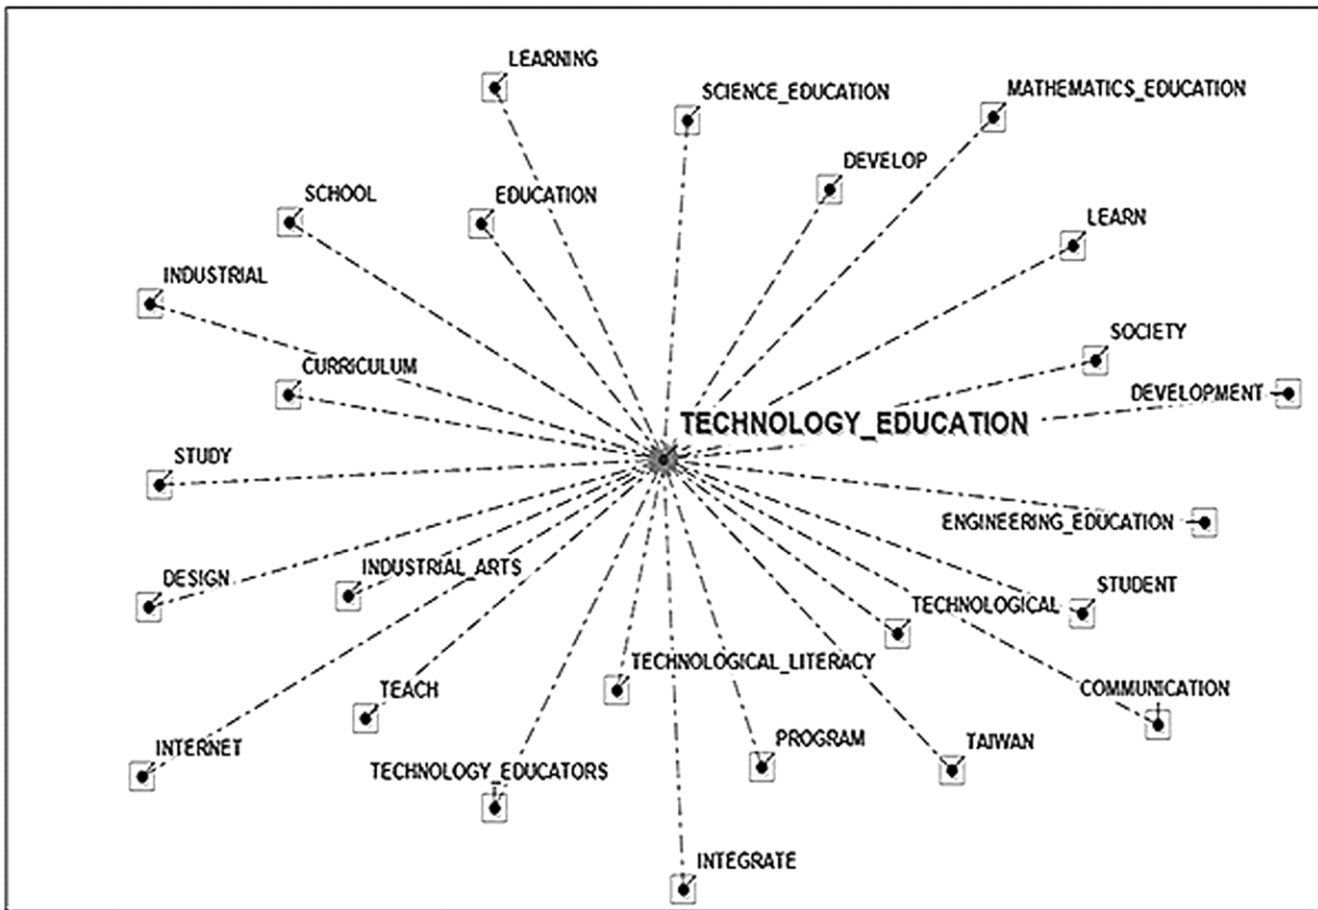 LEARNING
SCIENCE_EDUCATION
MATHEMATICS_EDUCATION
DEVELOP
SCHOOL
EDUCATION
LEARN
INDUSTRIAL
SOCIETY
CURRICULUM
DEVELOPMENT
TECHNOLOGY_EDUCATION
STUDY
ENGINEERING_EDUCATION
INDUSTRIAL_ARTS
DESIGN
STUDENT
TECHNOLOGICAL
TECHNOLOGICAL_LITERACY
TEACH
COMMUNICATION
PROGRAM
TAIWAN
INTERNET
TECHNOLOGY_EDUCATORS
INTEGRATE